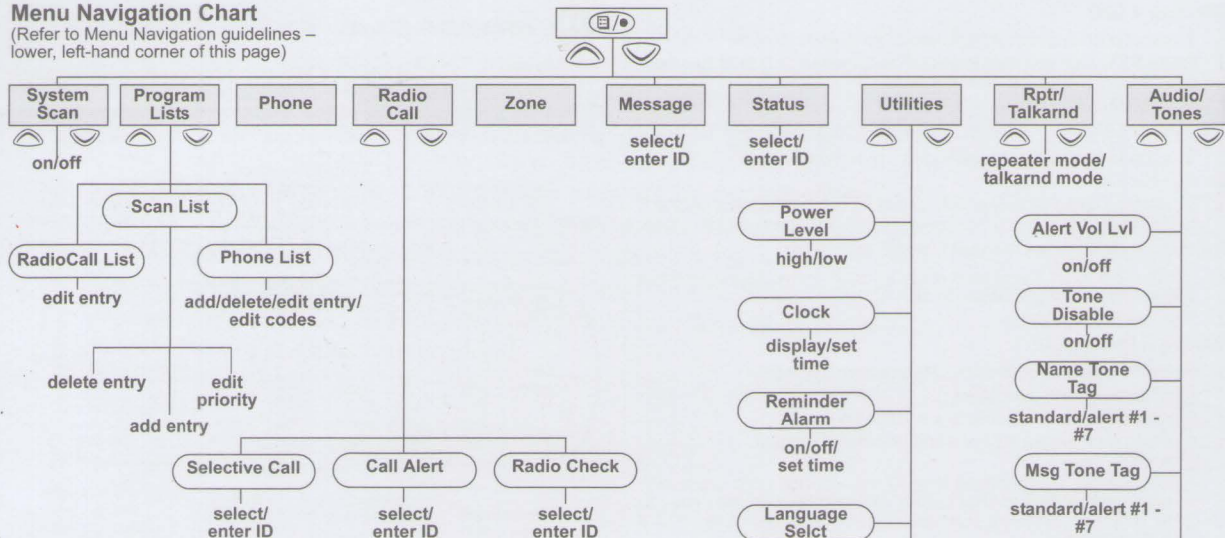 Menu Navigation Chart
(Refer to Menu Navigation guidelines –
lower, left-hand corner of this page)
System
Scan
Program
Lists
Phone
Radio
Call
Zone
Message
Status
Utilities
Rptr/
Talkarnd
Audio/
Tones
on/off
select/
enter ID
select/
enter ID
repeater mode/
talkarnd mode
Scan List
RadioCall List
edit entry
Phone List
add/delete/edit entry/
edit codes
delete entry
edit
priority
add entry
Selective Call
select/
enter ID
Call Alert
select/
enter ID
Radio Check
select/
enter ID
Power
Level
high/low
Clock
display/set
time
Reminder
Alarm
on/off/
set time
Language
Selct
Alert Vol Lvl
on/off
Tone
Disable
on/off
Name Tone
Tag
standard/alert #1 -
#7
Msg Tone Tag
standard/alert #1 -
#7